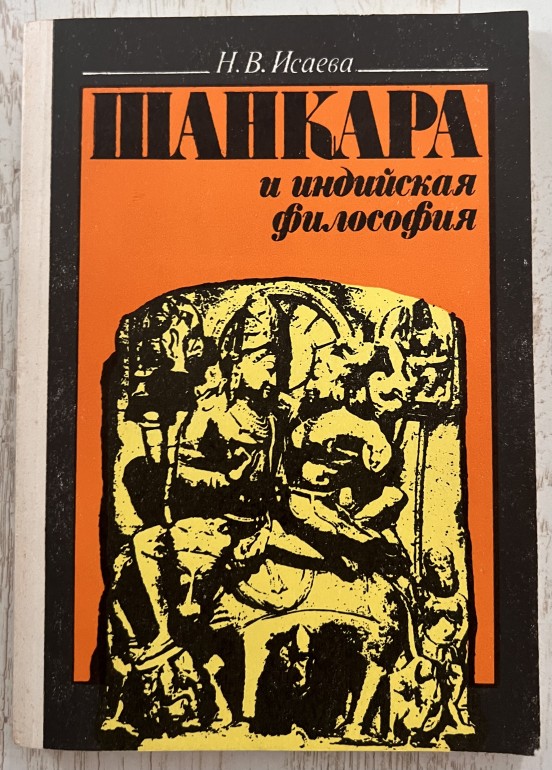 Н. В. Исаева
ШАНКАРА
и индийская
философия